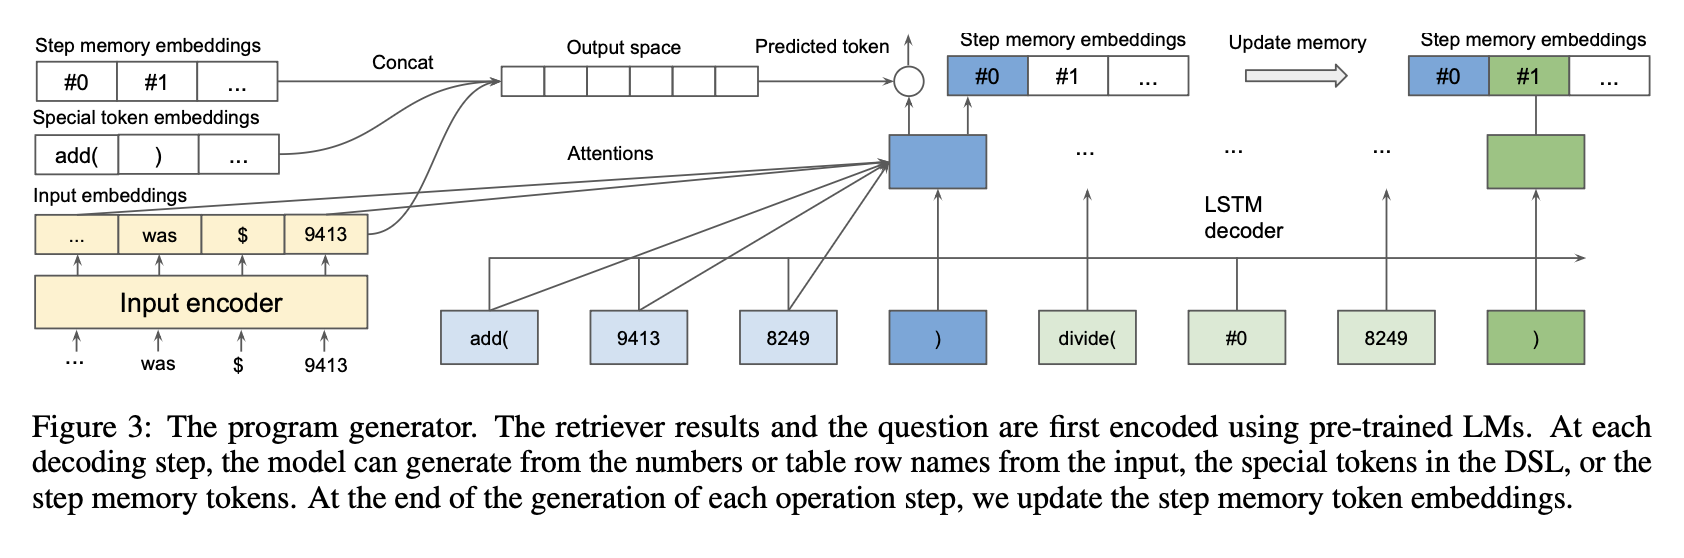 Step memory embeddings
#0 #1 ...
Concat
Special token embeddings
add( ) ...
Input embeddings
... was $ 9413
Input encoder
... was $ 9413
Output space
Predicted token
Attentions
Step memory embeddings
#0 #1 ...
Update memory
Step memory embeddings
#0 #1 ...
... ... ...
LSTM
decoder
add( 9413 8249 ) divide( #0 8249 )
Figure 3: The program generator. The retriever results and the question are first encoded using pre-trained LMs. At each
decoding step, the model can generate from the numbers or table row names from the input, the special tokens in the DSL, or the
step memory tokens. At the end of the generation of each operation step, we update the step memory token embeddings.